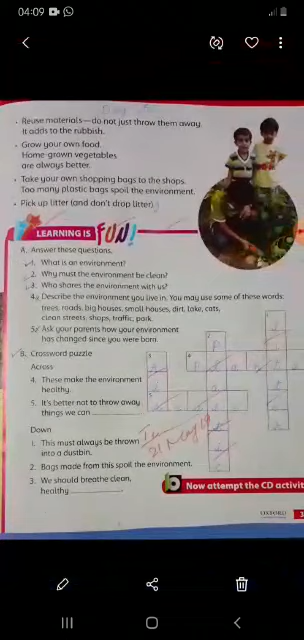 04:09
• Reuse materials—do not just throw them away.
It adds to the rubbish.
• Grow your own food.
Home-grown vegetables
are always better.
• Take your own shopping bags to the shops.
Too many plastic bags spoil the environment.
• Pick up litter (and don't drop litter)
LEARNING IS FUN!
A. Answer these questions.
1. What is an environment?
2. Why must the environment be clean?
3. Who shares the environment with us?
4. Describe the environment you live in. You may use some of these words:
trees, roads, big houses, small houses, dirt, lake, cats,
clean streets, shops, traffic, park.
5. Ask your parents how your environment
has changed since you were born.
B. Crossword puzzle
Across
4. These make the environment
healthy.
5. It's better not to throw away
things we can
Down
1. This must always be thrown
into a dustbin.
2. Bags made from this spoil the environment.
3. We should breathe clean,
healthy
Now attempt the CD activit
OXFORD